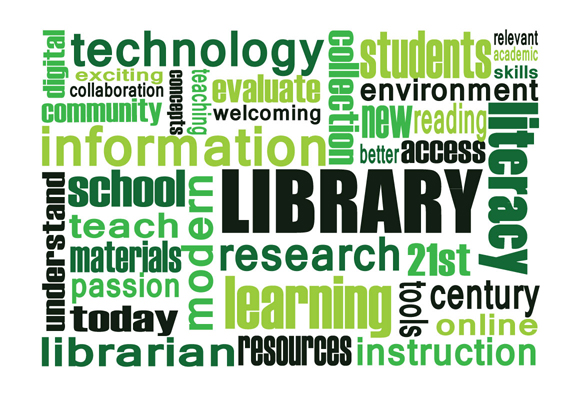 digital
technology
collection
students
relevant
academic
skills
exciting
collaboration
concepts
teaching
evaluate
welcoming
environment
community
new
reading
literacy
information
better
access
understand
school
modern
LIBRARY
teach
materials
research
21st
passion
learning
tools
century
today
online
librarian
resources
instruction